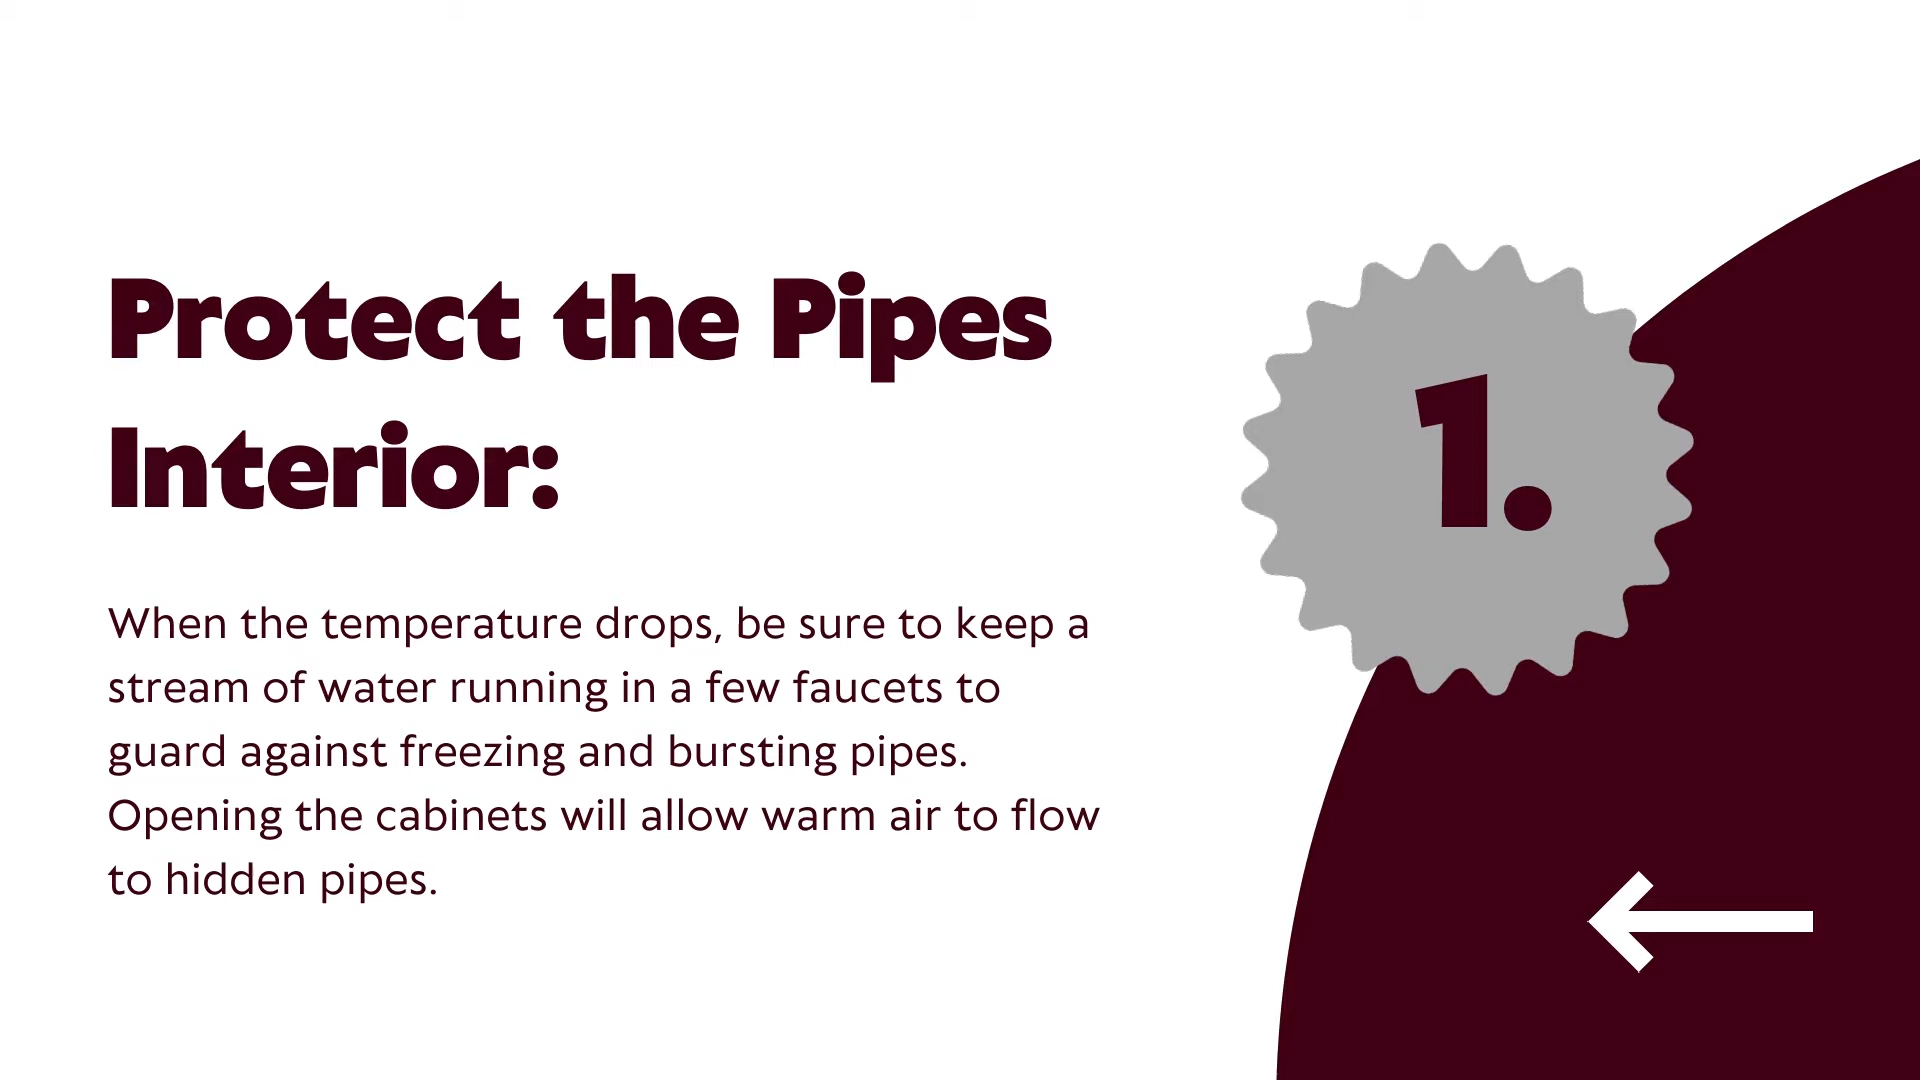 Protect the Pipes
Interior:
1.
When the temperature drops, be sure to keep a
stream of water running in a few faucets to
guard against freezing and bursting pipes.
Opening the cabinets will allow warm air to flow
to hidden pipes.